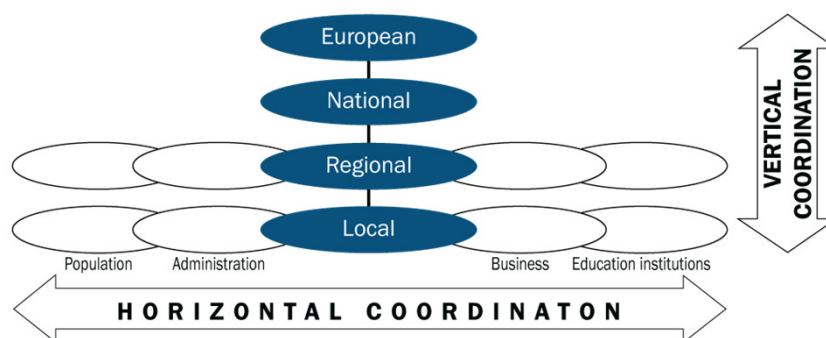 European
National
Regional
Local
Population
Administration
Business
Education institutions
HORIZONTAL COORDINATON
VERTICAL
COORDINATION